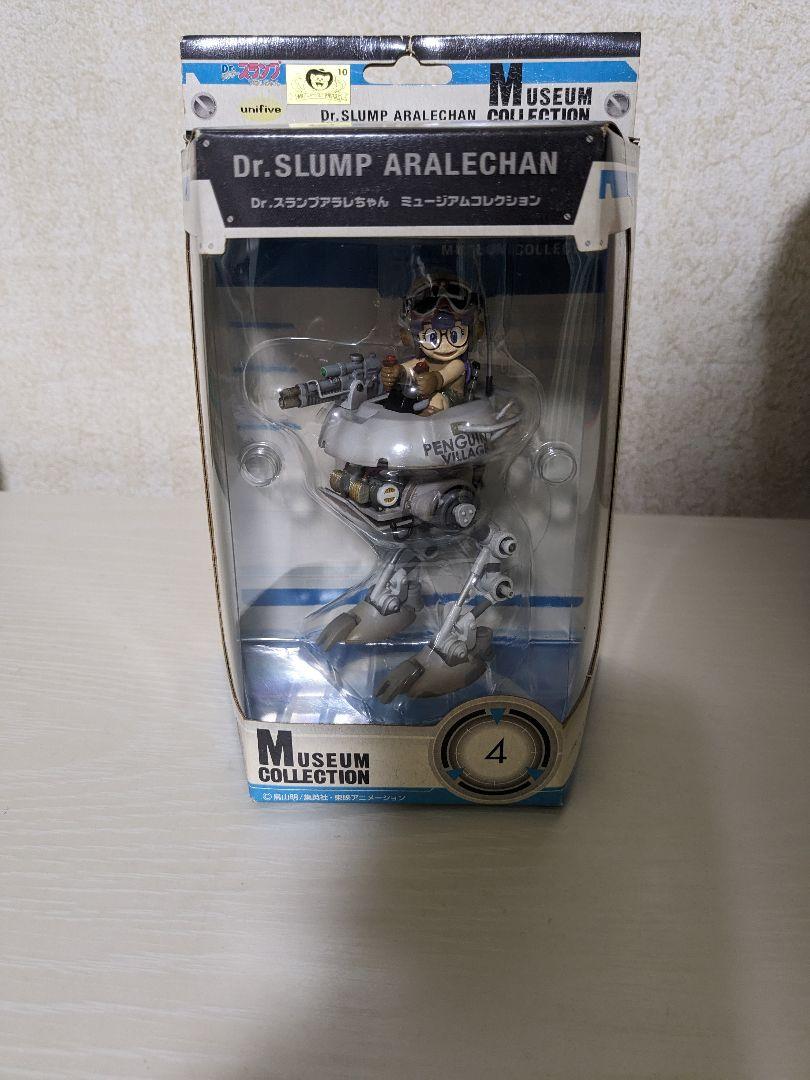 Dr.スランプ
10
unifive
Dr.SLUMP ARALECHAN
MUSEUM
COLLECTION
Dr.SLUMP ARALECHAN
Dr.スランプアラレちゃん ミュージアムコレクション
MUSEUM COLLEC
PENGUIN
VILLAGE
MUSEUM
COLLECTION
4
©鳥山明/集英社・東映アニメーション